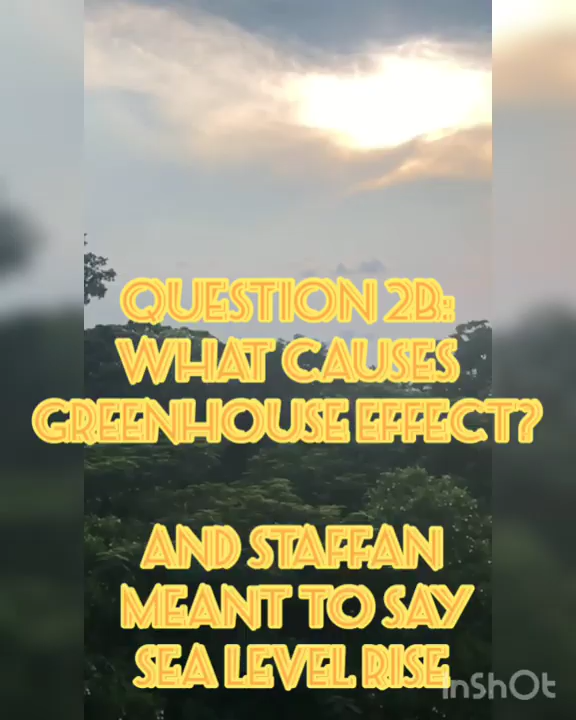 QUESTION 2B:
WHAT CAUSES
GREENHOUSE EFFECT?
AND STAFFAN
MEANT TO SAY
SEA LEVEL RISE
InShOt